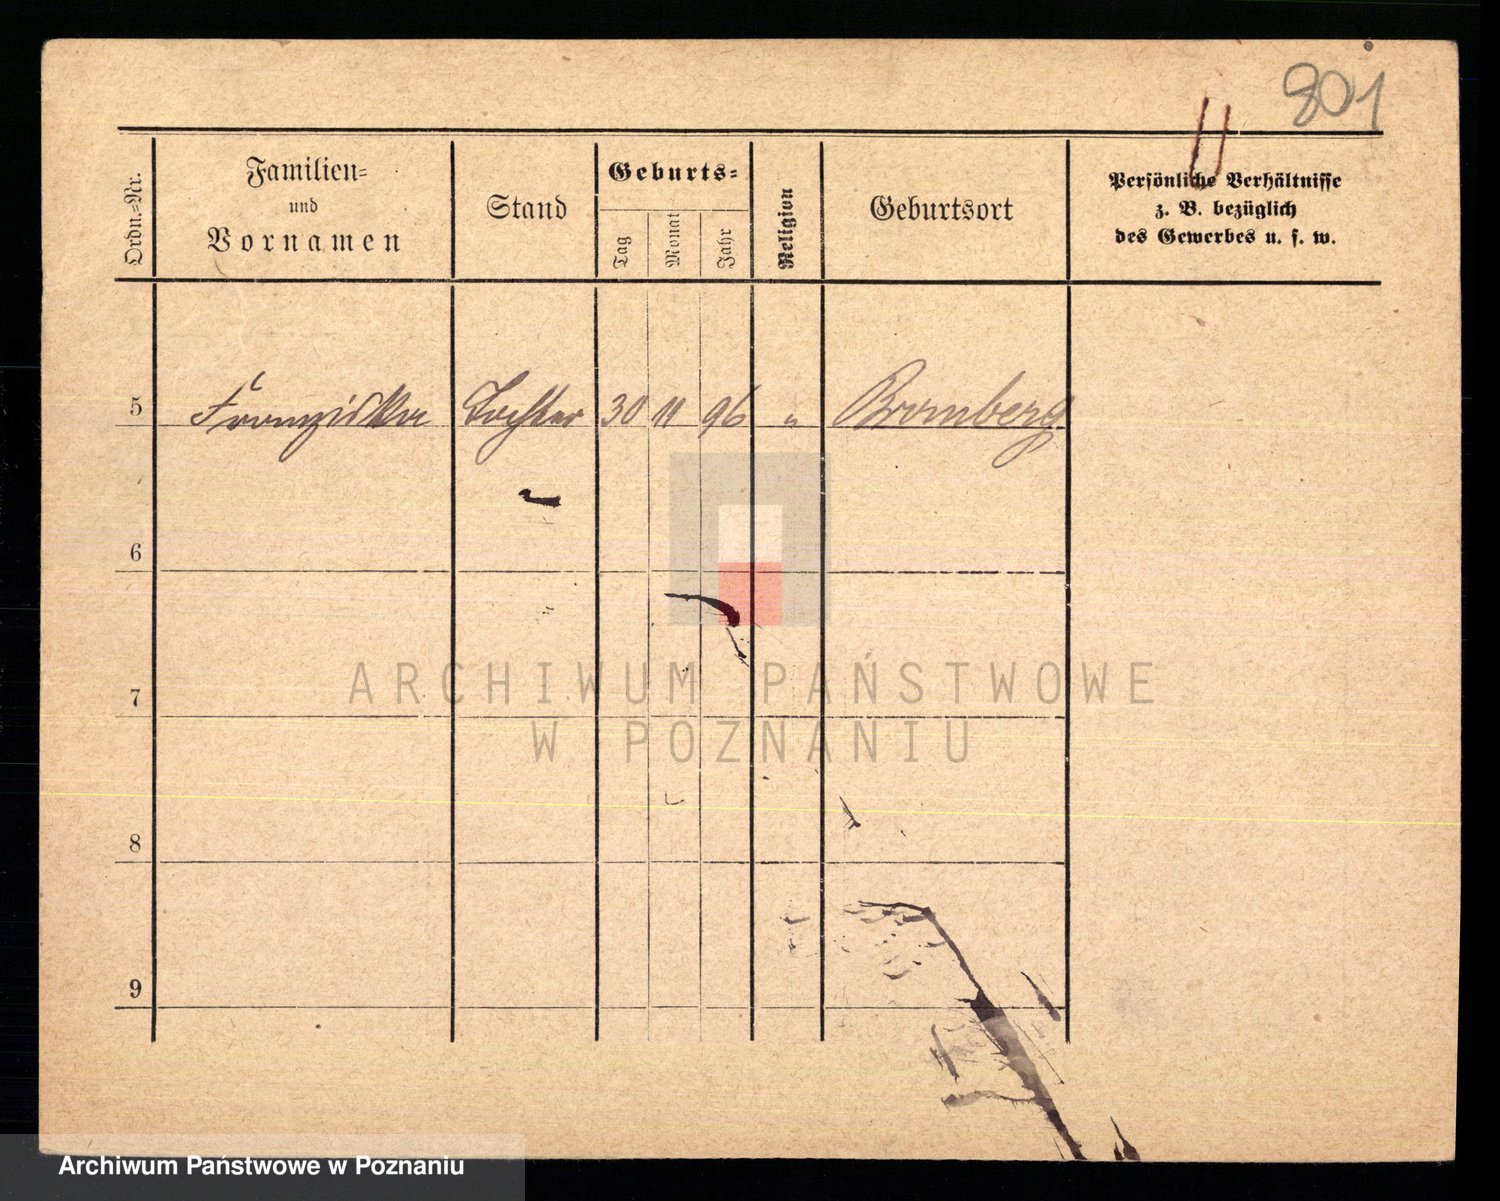 801
Ordn.-Nr.
Familien-
und
Vornamen
Stand
Geburts-
Tag
Monat
Jahr
Religion
Geburtsort
Persönliche Verhältnisse
z. B. bezüglich
des Gewerbes u. s. w.
5 Franziska Tochter 30 11 96 " Bromberg
6
7
8
9
ARCHIWUM PAŃSTWOWE
W POZNANIU
Archiwum Państwowe w Poznaniu